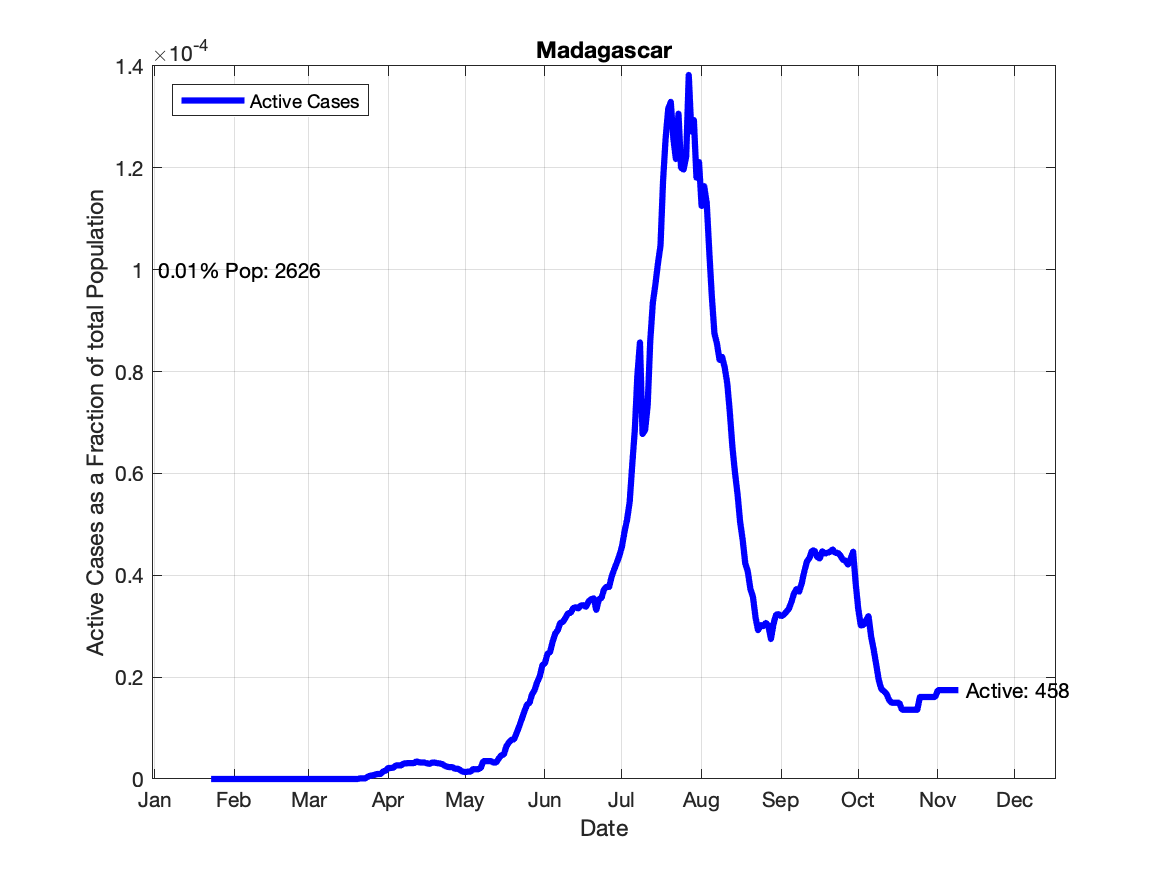 Madagascar
×10-4
1.4
1.2
1
0.8
0.6
0.4
0.2
0
Active Cases
0.01% Pop: 2626
Active: 458
Active Cases as a Fraction of total Population
Jan Feb Mar Apr May Jun Jul Aug Sep Oct Nov Dec
Date